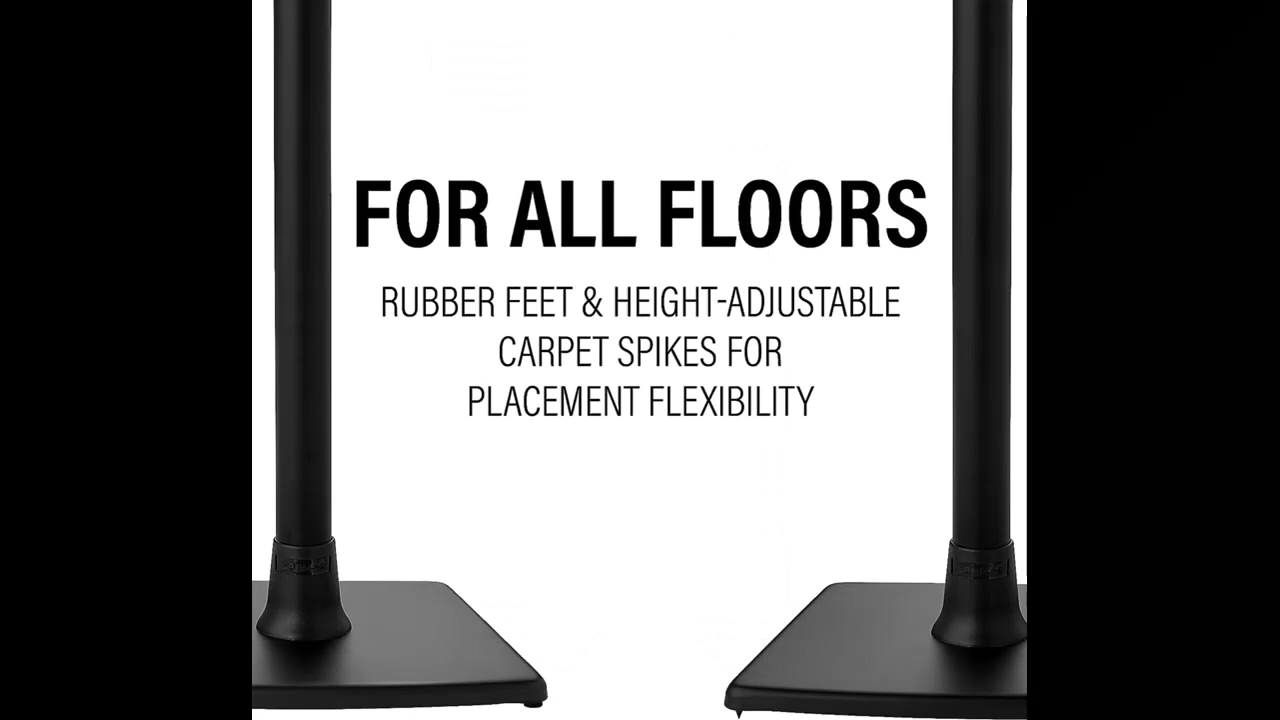 FOR ALL FLOORS
RUBBER FEET & HEIGHT-ADJUSTABLE
CARPET SPIKES FOR
PLACEMENT FLEXIBILITY